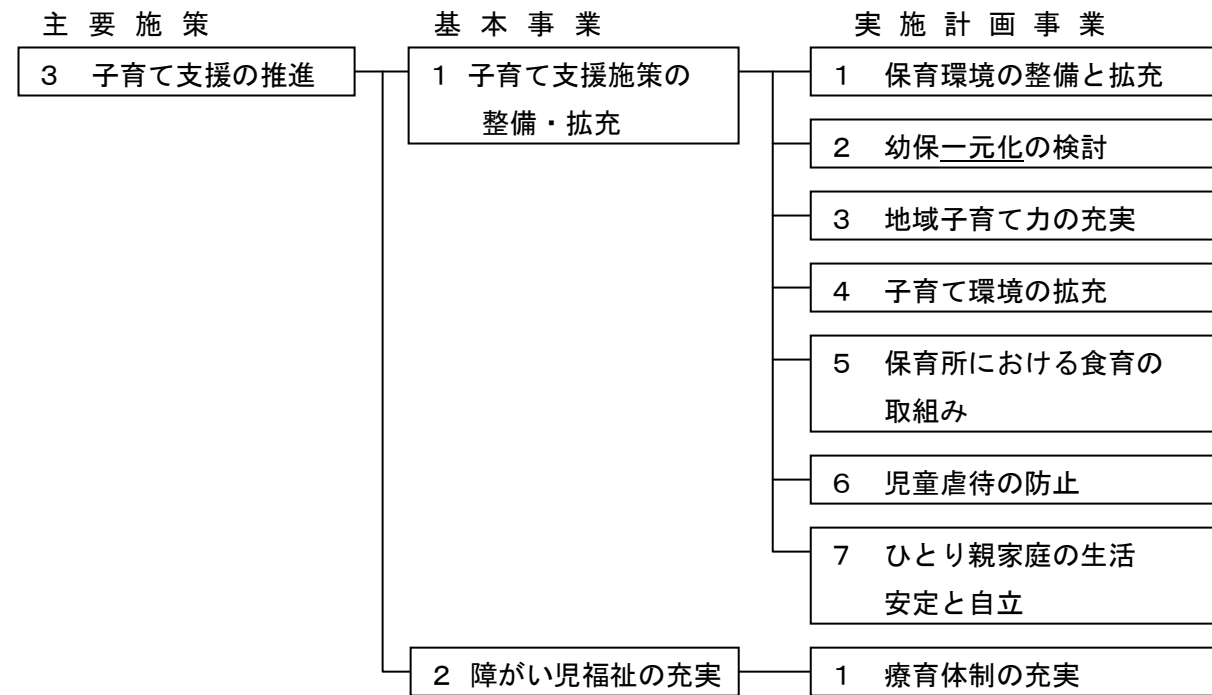 主要施策
基本事業
実施計画事業
3 子育て支援の推進
1 子育て支援施策の
整備・拡充
1 保育環境の整備と拡充
2 幼保一元化の検討
3 地域子育て力の充実
4 子育て環境の拡充
5 保育所における食育の
取組み
6 児童虐待の防止
7 ひとり親家庭の生活
安定と自立
2 障がい児福祉の充実
1 療育体制の充実